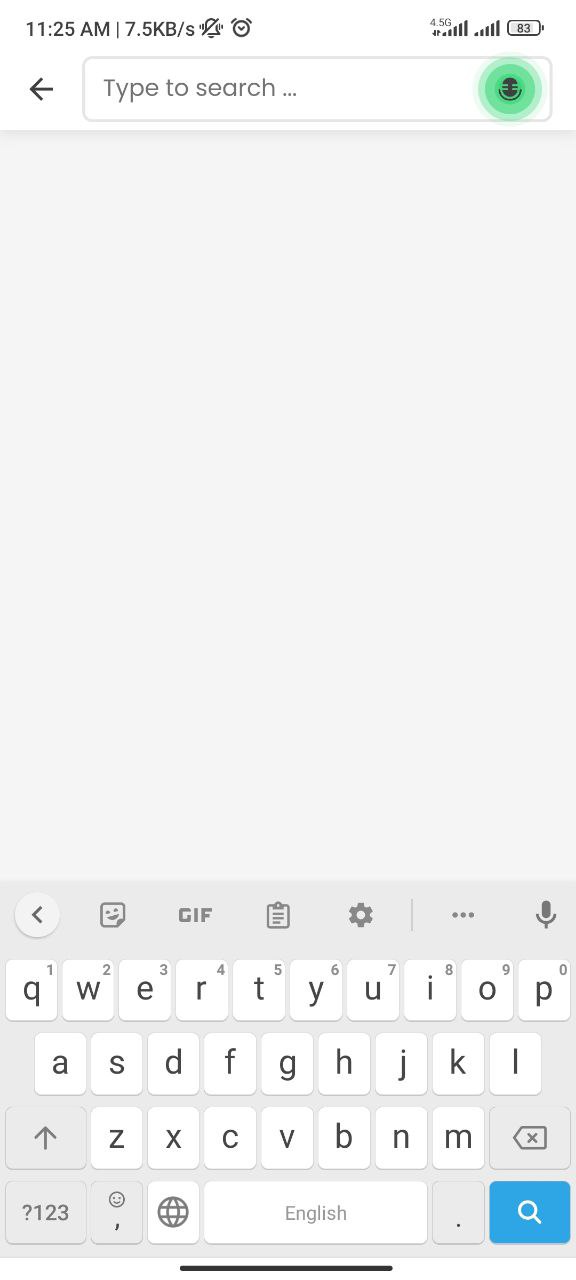 11:25 AM | 7.5KB/s 4.5G 83
Type to search ...
GIF
1 2 3 4 5 6 7 8 9 0
q w e r t y u i o p
a s d f g h j k l
z x c v b n m
?123 , English .